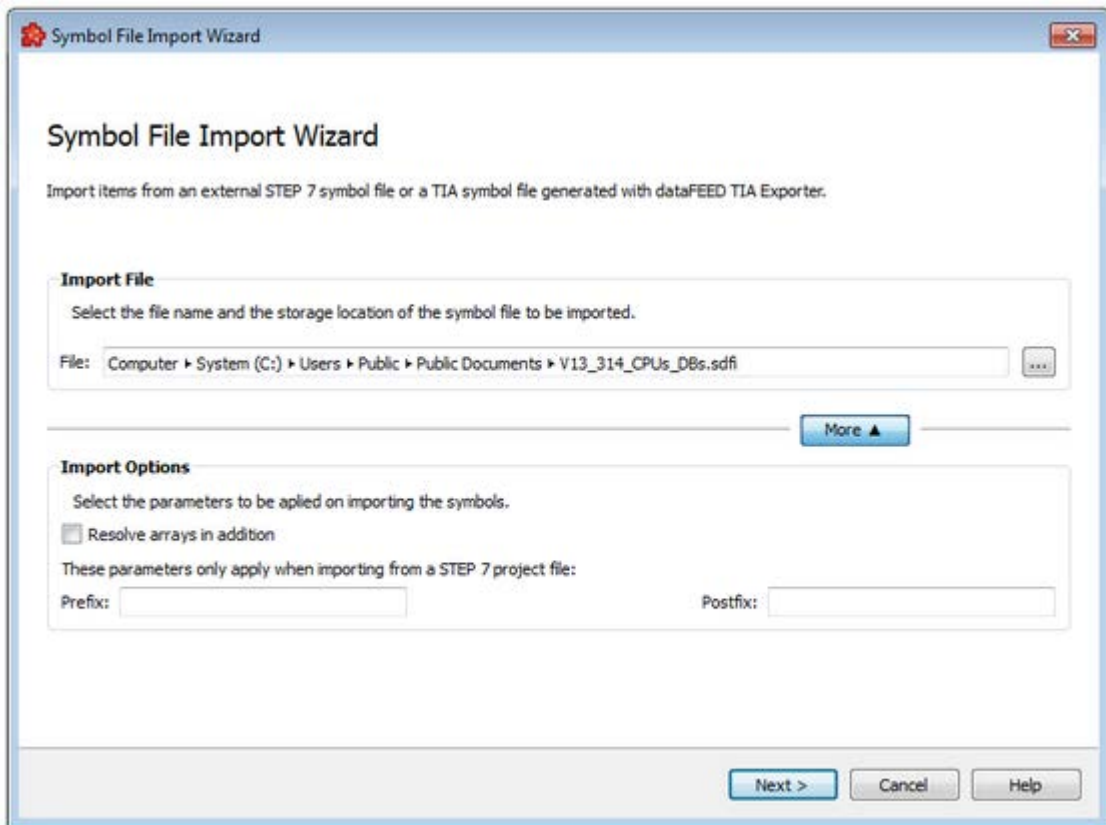 Symbol File Import Wizard
Symbol File Import Wizard
Import items from an external STEP 7 symbol file or a TIA symbol file generated with dataFEED TIA Exporter.
Import File
Select the file name and the storage location of the symbol file to be imported.
File: Computer ▸ System (C:) ▸ Users ▸ Public ▸ Public Documents ▸ V13_314_CPUs_DBs.sdfi ...
More ▲
Import Options
Select the parameters to be aplied on importing the symbols.
Resolve arrays in addition
These parameters only apply when importing from a STEP 7 project file:
Prefix: Postfix:
Next > Cancel Help